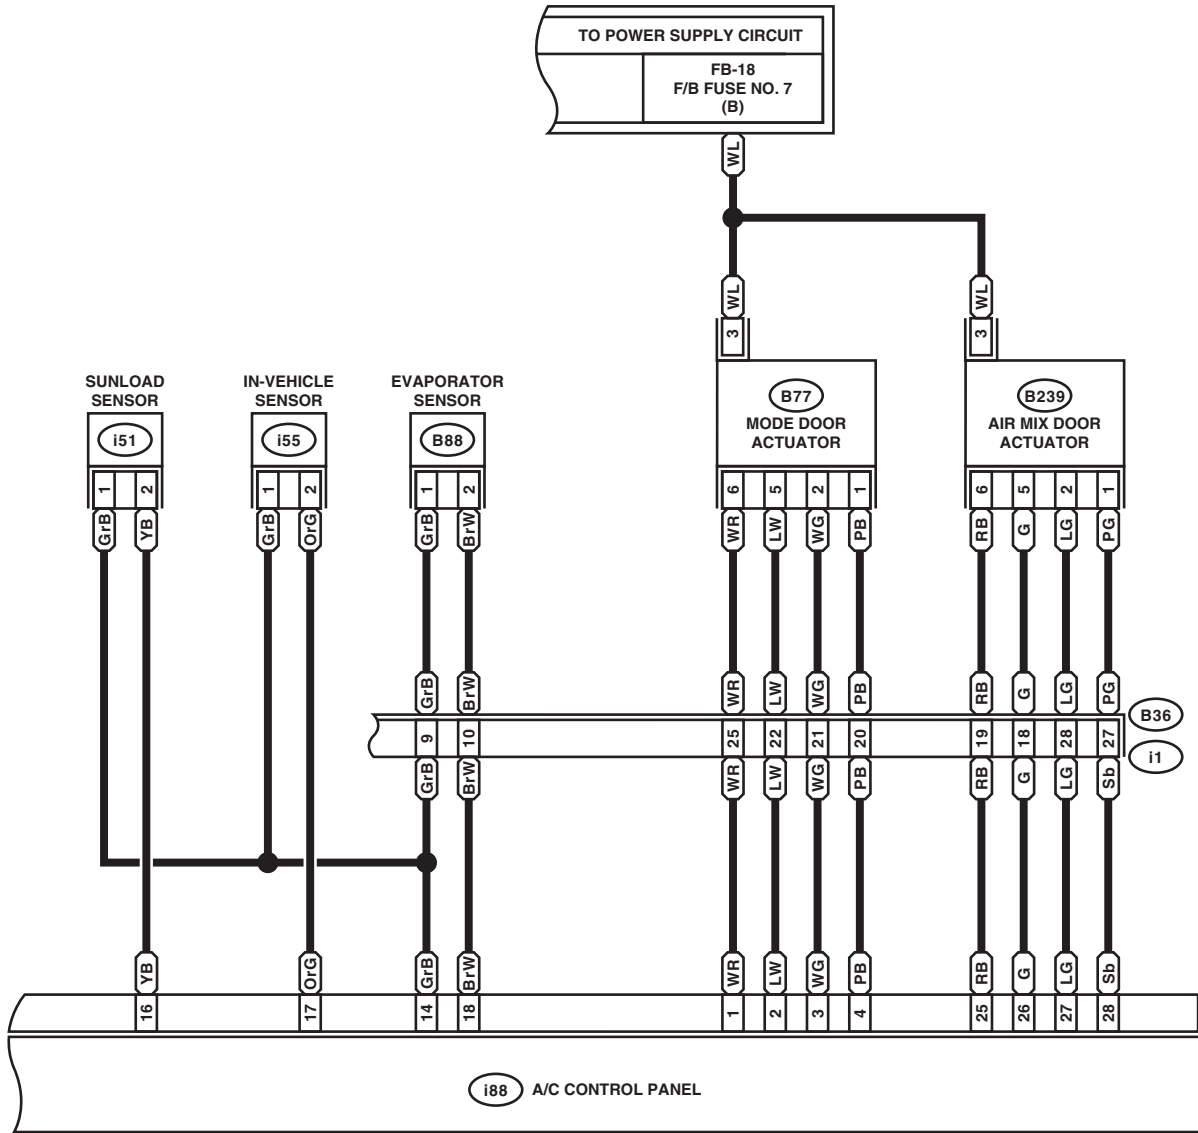 TO POWER SUPPLY CIRCUIT
FB-18
F/B FUSE NO. 7
(B)
WL
WL WL
3 3
SUNLOAD
SENSOR
i51
IN-VEHICLE
SENSOR
i55
EVAPORATOR
SENSOR
B88
B77
MODE DOOR
ACTUATOR
B239
AIR MIX DOOR
ACTUATOR
1 2 1 2 1 2 6 5 2 1 6 5 2 1
GrB YB GrB OrG GrB BrW WR LW WG PB RB G LG PG
GrB BrW WR LW WG PB RB G LG PG
B36
9 10 25 22 21 20 19 18 28 27
i1
GrB BrW WR LW WG PB RB G LG Sb
YB OrG GrB BrW WR LW WG PB RB G LG Sb
16 17 14 18 1 2 3 4 25 26 27 28
i88 A/C CONTROL PANEL